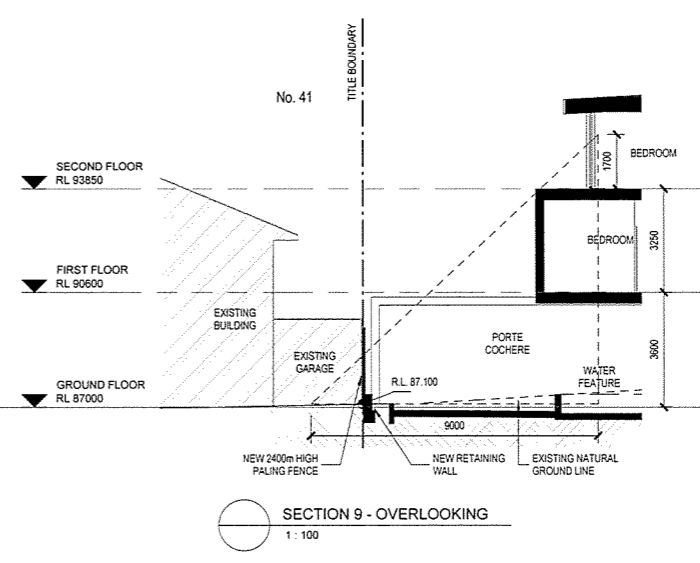 TITLE BOUNDARY
No. 41
SECOND FLOOR
RL 93850
1700
BEDROOM
BEDROOM
3250
FIRST FLOOR
RL 90600
EXISTING
BUILDING
EXISTING
GARAGE
PORTE
COCHERE
WATER
FEATURE
3600
GROUND FLOOR
RL 87000
R.L. 87.100
9000
NEW 2400m HIGH
PALING FENCE
NEW RETAINING
WALL
EXISTING NATURAL
GROUND LINE
SECTION 9 - OVERLOOKING
1 : 100